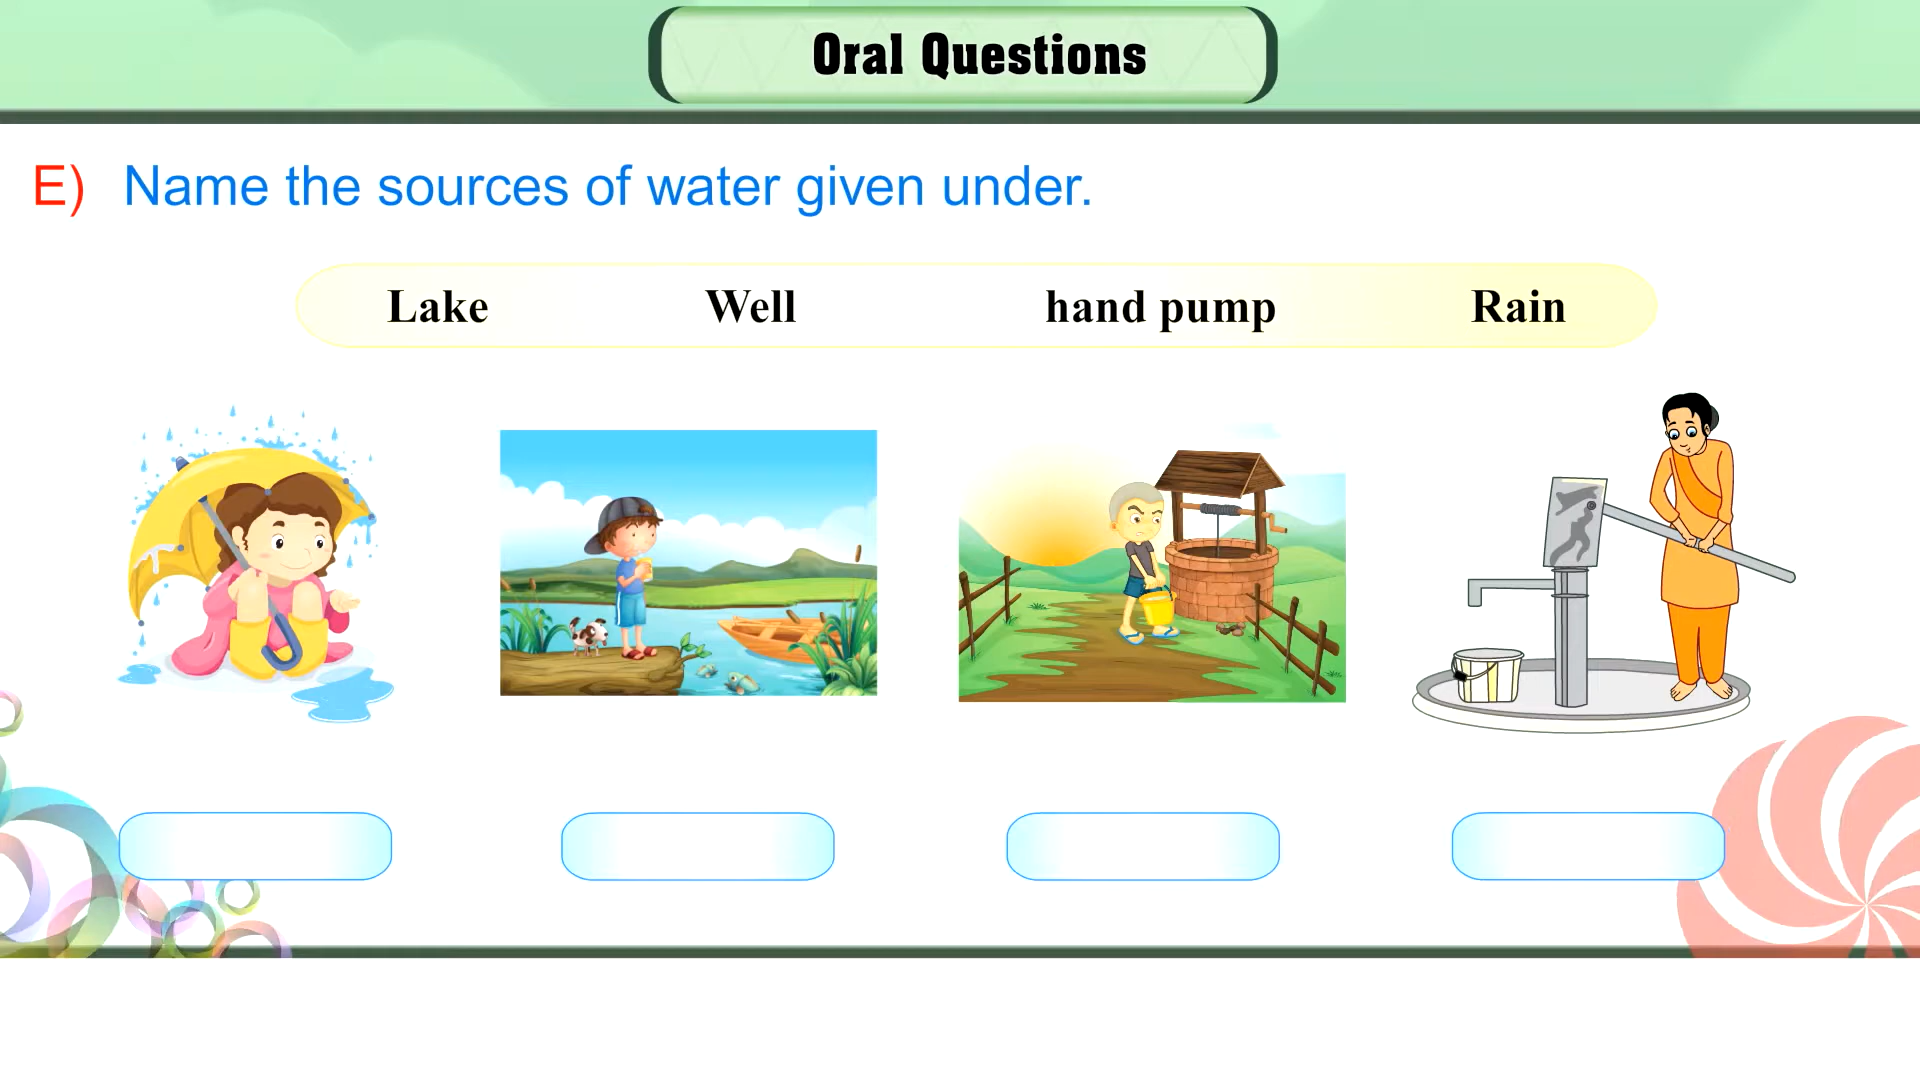 Oral Questions
E) Name the sources of water given under.
Lake Well hand pump Rain